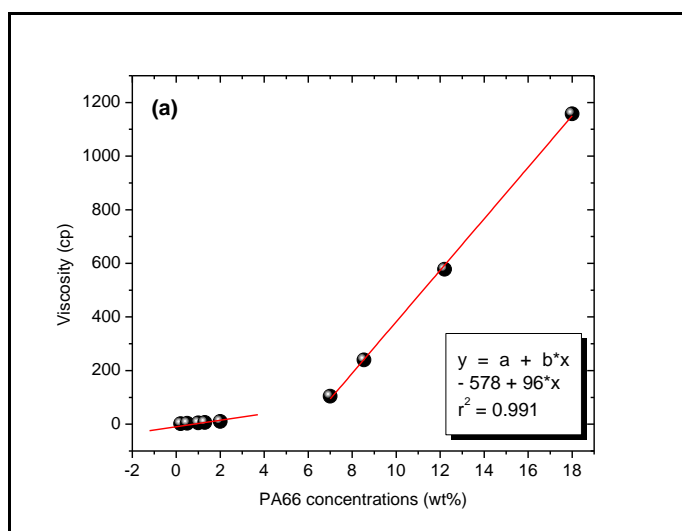 (a)
1200
1000
800
600
400
200
0
Viscosity (cp)
-2 0 2 4 6 8 10 12 14 16 18
PA66 concentrations (wt%)
y = a + b*x
- 578 + 96*x
r² = 0.991